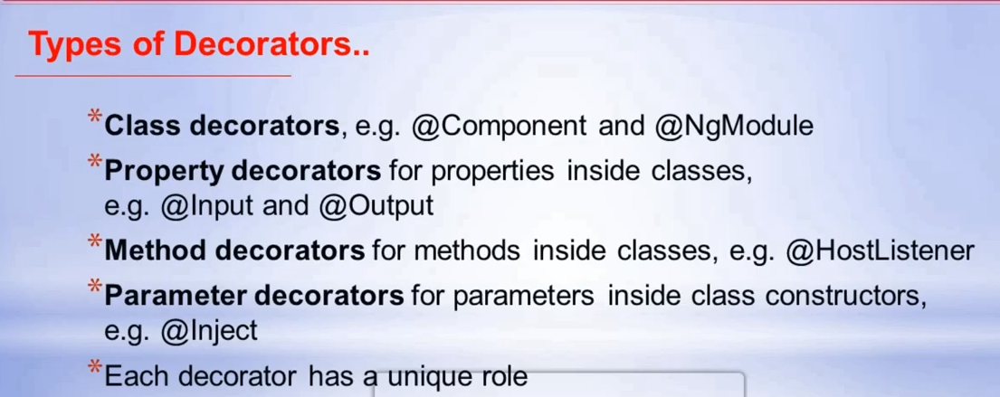 Types of Decorators..
*Class decorators, e.g. @Component and @NgModule
*Property decorators for properties inside classes,
e.g. @Input and @Output
*Method decorators for methods inside classes, e.g. @HostListener
*Parameter decorators for parameters inside class constructors,
e.g. @Inject
*Each decorator has a unique role